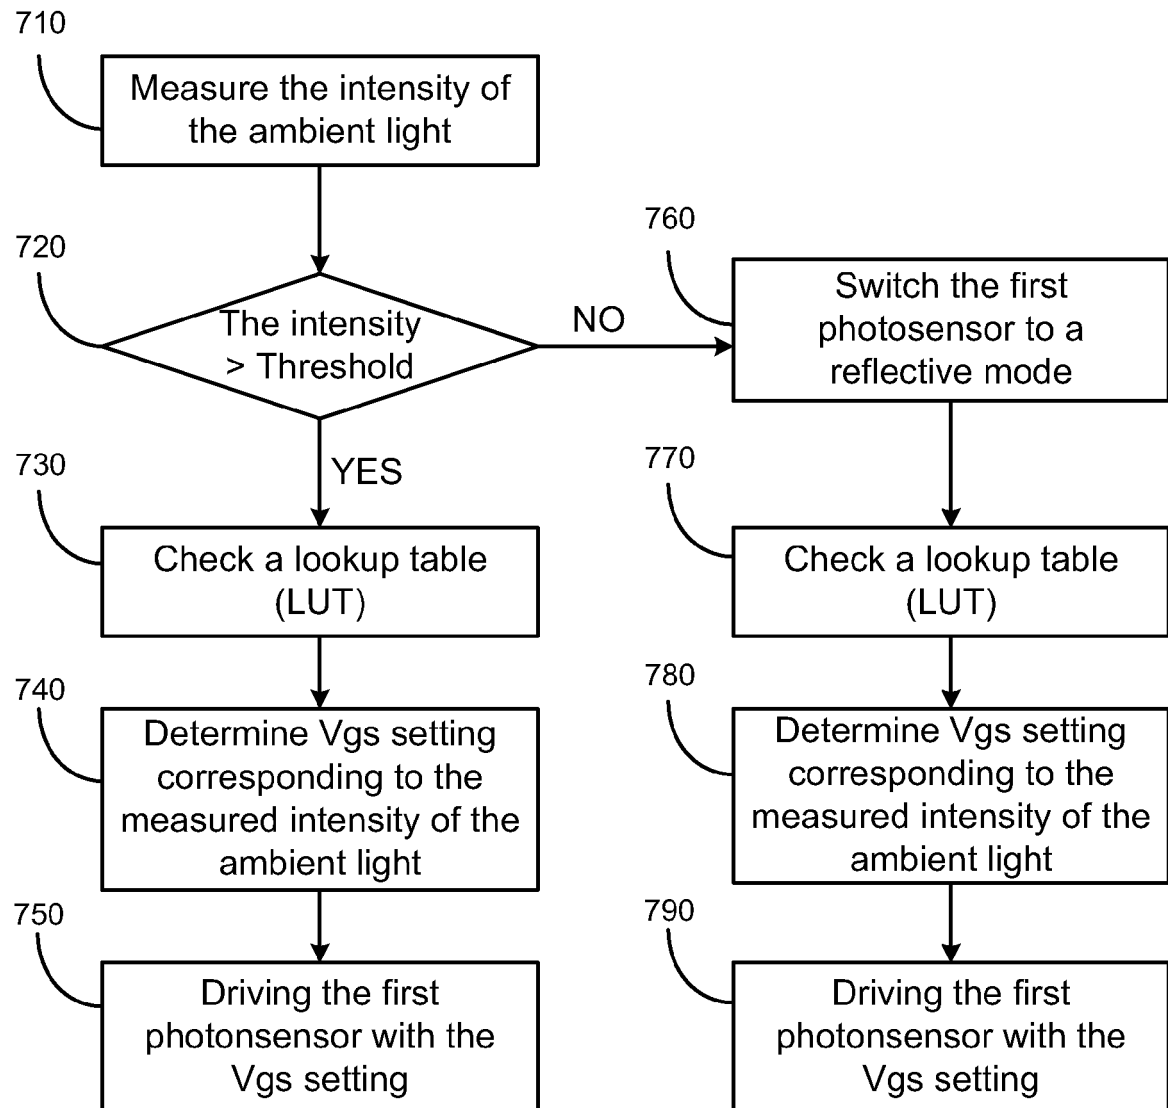 710
Measure the intensity of
the ambient light
720
The intensity
> Threshold
NO
YES
730
Check a lookup table
(LUT)
740
Determine Vgs setting
corresponding to the
measured intensity of the
ambient light
750
Driving the first
photonsensor with the
Vgs setting
760
Switch the first
photosensor to a
reflective mode
770
Check a lookup table
(LUT)
780
Determine Vgs setting
corresponding to the
measured intensity of the
ambient light
790
Driving the first
photonsensor with the
Vgs setting